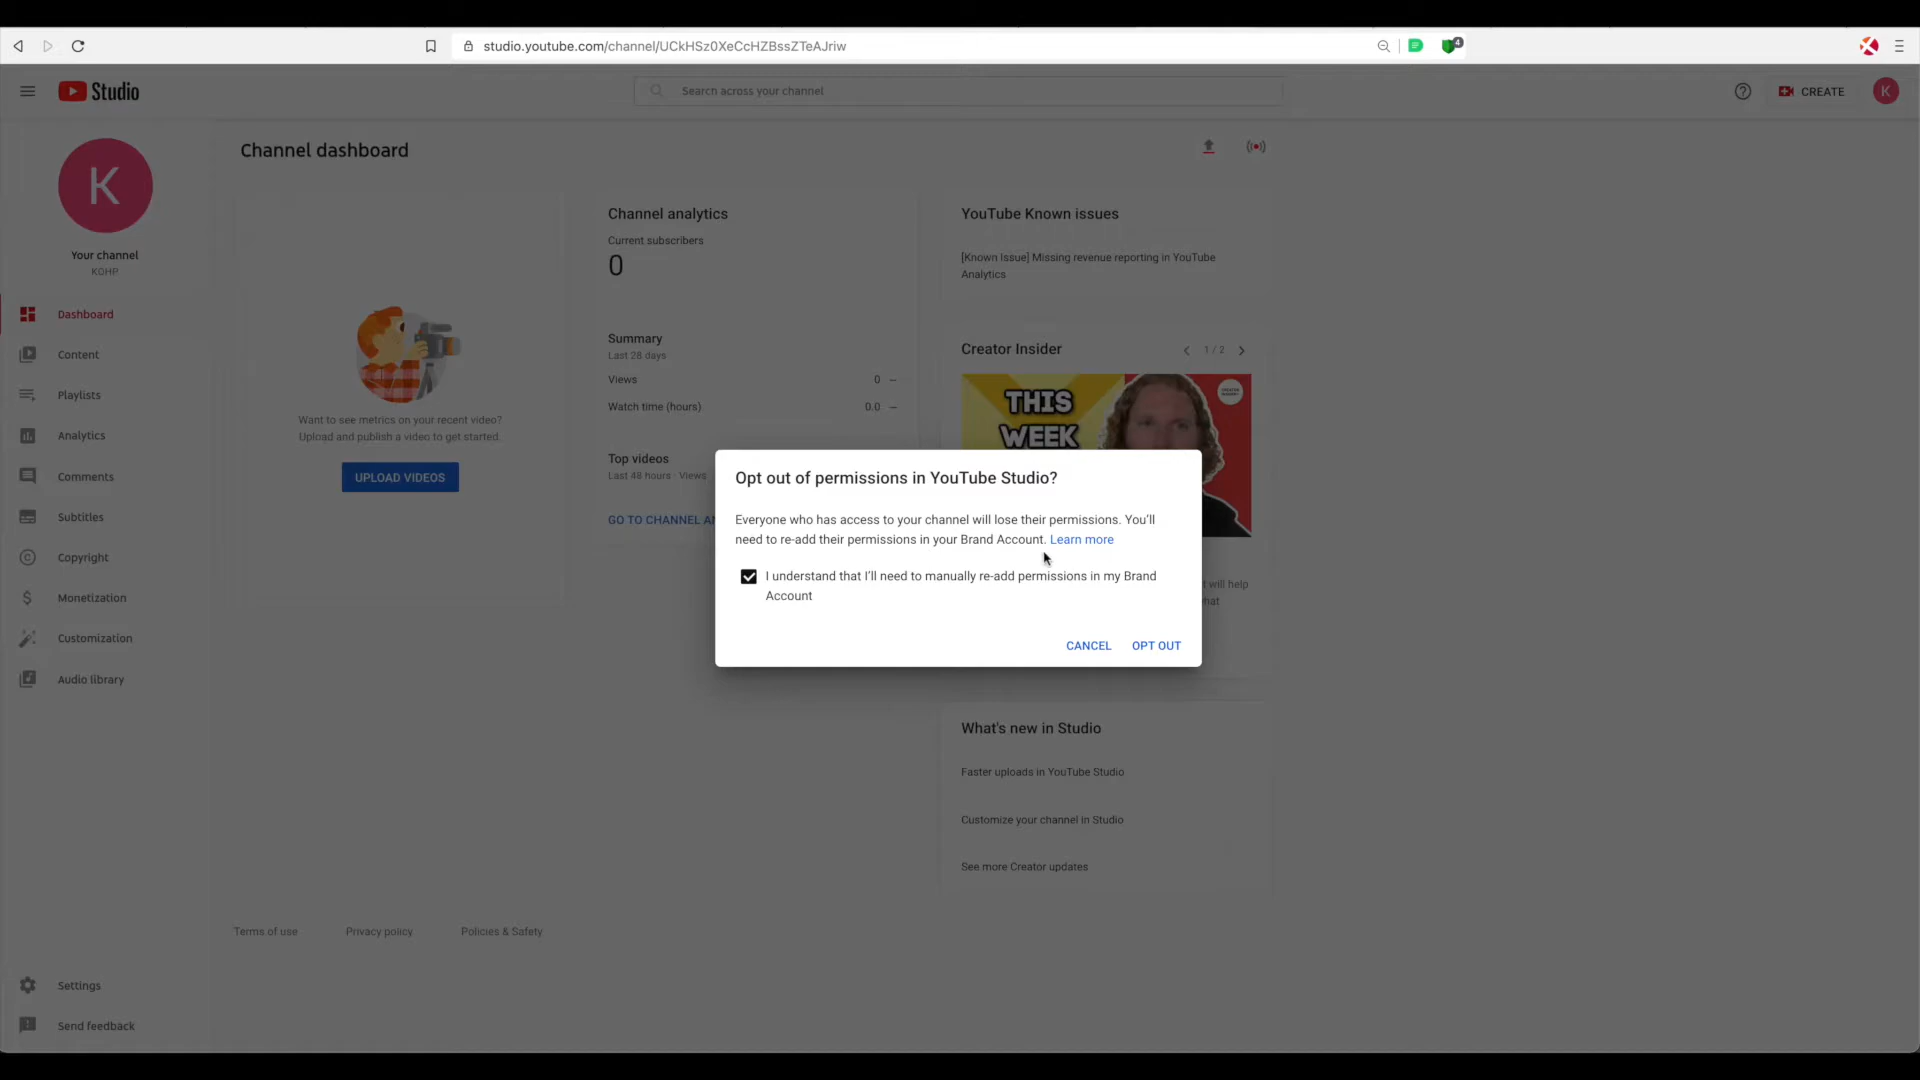 studio.youtube.com/channel/UCkHSz0XeCcHZBssZTeAJriw
4
Studio
Search across your channel
CREATE
K
K
Your channel
KOHP
Dashboard
Content
Playlists
Analytics
Comments
Subtitles
Copyright
Monetization
Customization
Audio library
Settings
Send feedback
Channel dashboard
Want to see metrics on your recent video?
Upload and publish a video to get started.
UPLOAD VIDEOS
Channel analytics
Current subscribers
0
Summary
Last 28 days
Views 0 —
Watch time (hours) 0.0 —
Top videos
Last 48 hours · Views
GO TO CHANNEL AN
YouTube Known issues
[Known Issue] Missing revenue reporting in YouTube
Analytics
Creator Insider
1 / 2
THIS
WEEK
t will help
hat
Opt out of permissions in YouTube Studio?
Everyone who has access to your channel will lose their permissions. You'll
need to re-add their permissions in your Brand Account. Learn more
I understand that I'll need to manually re-add permissions in my Brand
Account
CANCEL
OPT OUT
What's new in Studio
Faster uploads in YouTube Studio
Customize your channel in Studio
See more Creator updates
Terms of use
Privacy policy
Policies & Safety